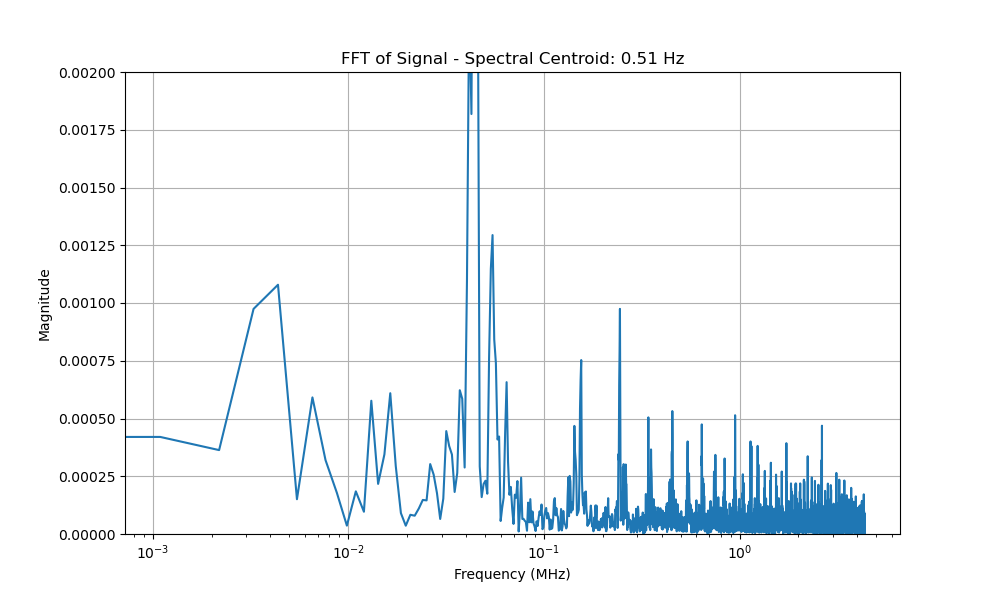 FFT of Signal - Spectral Centroid: 0.51 Hz
0.00200
0.00175
0.00150
0.00125
0.00100
0.00075
0.00050
0.00025
0.00000
Magnitude
10⁻³ 10⁻² 10⁻¹ 10⁰
Frequency (MHz)